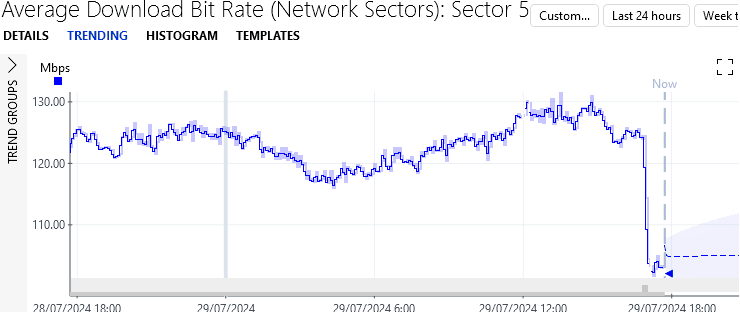 Average Download Bit Rate (Network Sectors): Sector 5
Custom... Last 24 hours Week t
DETAILS TRENDING HISTOGRAM TEMPLATES
TREND GROUPS
Mbps
Now
130.00
120.00
110.00
28/07/2024 18:00 29/07/2024 29/07/2024 6:00 29/07/2024 12:00 29/07/2024 18:00